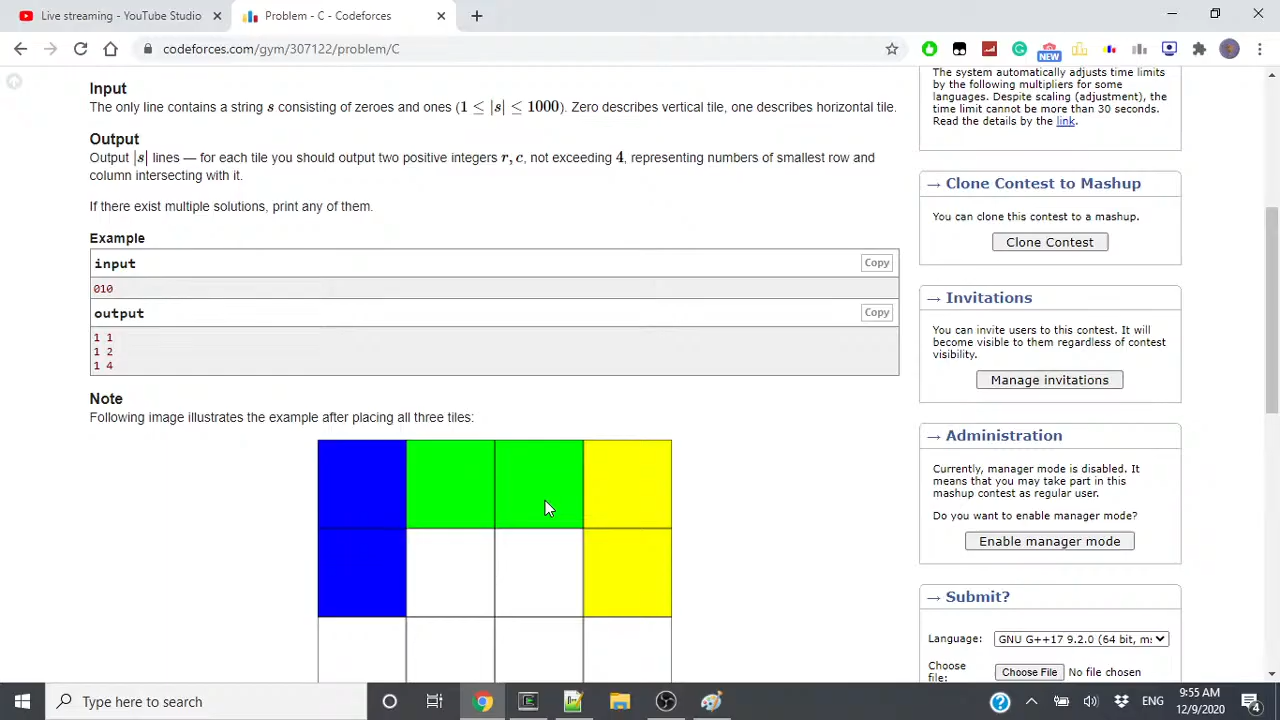 Live streaming - YouTube Studio
Problem - C - Codeforces
codeforces.com/gym/307122/problem/C
NEW
Input
The only line contains a string s consisting of zeroes and ones (1 ≤ |s| ≤ 1000). Zero describes vertical tile, one describes horizontal tile.
Output
Output |s| lines — for each tile you should output two positive integers r, c, not exceeding 4, representing numbers of smallest row and
column intersecting with it.
If there exist multiple solutions, print any of them.
Example
input
Copy
010
output
Copy
1 1
1 2
1 4
Note
Following image illustrates the example after placing all three tiles:
The system automatically adjusts time limits
by the following multipliers for some
languages. Despite scaling (adjustment), the
time limit cannot be more than 30 seconds.
Read the details by the link.
→ Clone Contest to Mashup
You can clone this contest to a mashup.
Clone Contest
→ Invitations
You can invite users to this contest. It will
become visible to them regardless of contest
visibility.
Manage invitations
→ Administration
Currently, manager mode is disabled. It
means that you may take part in this
mashup contest as regular user.
Do you want to enable manager mode?
Enable manager mode
→ Submit?
Language:
GNU G++17 9.2.0 (64 bit, m
Choose
file:
Choose File
No file chosen
Type here to search
ENG
9:55 AM
12/9/2020
4